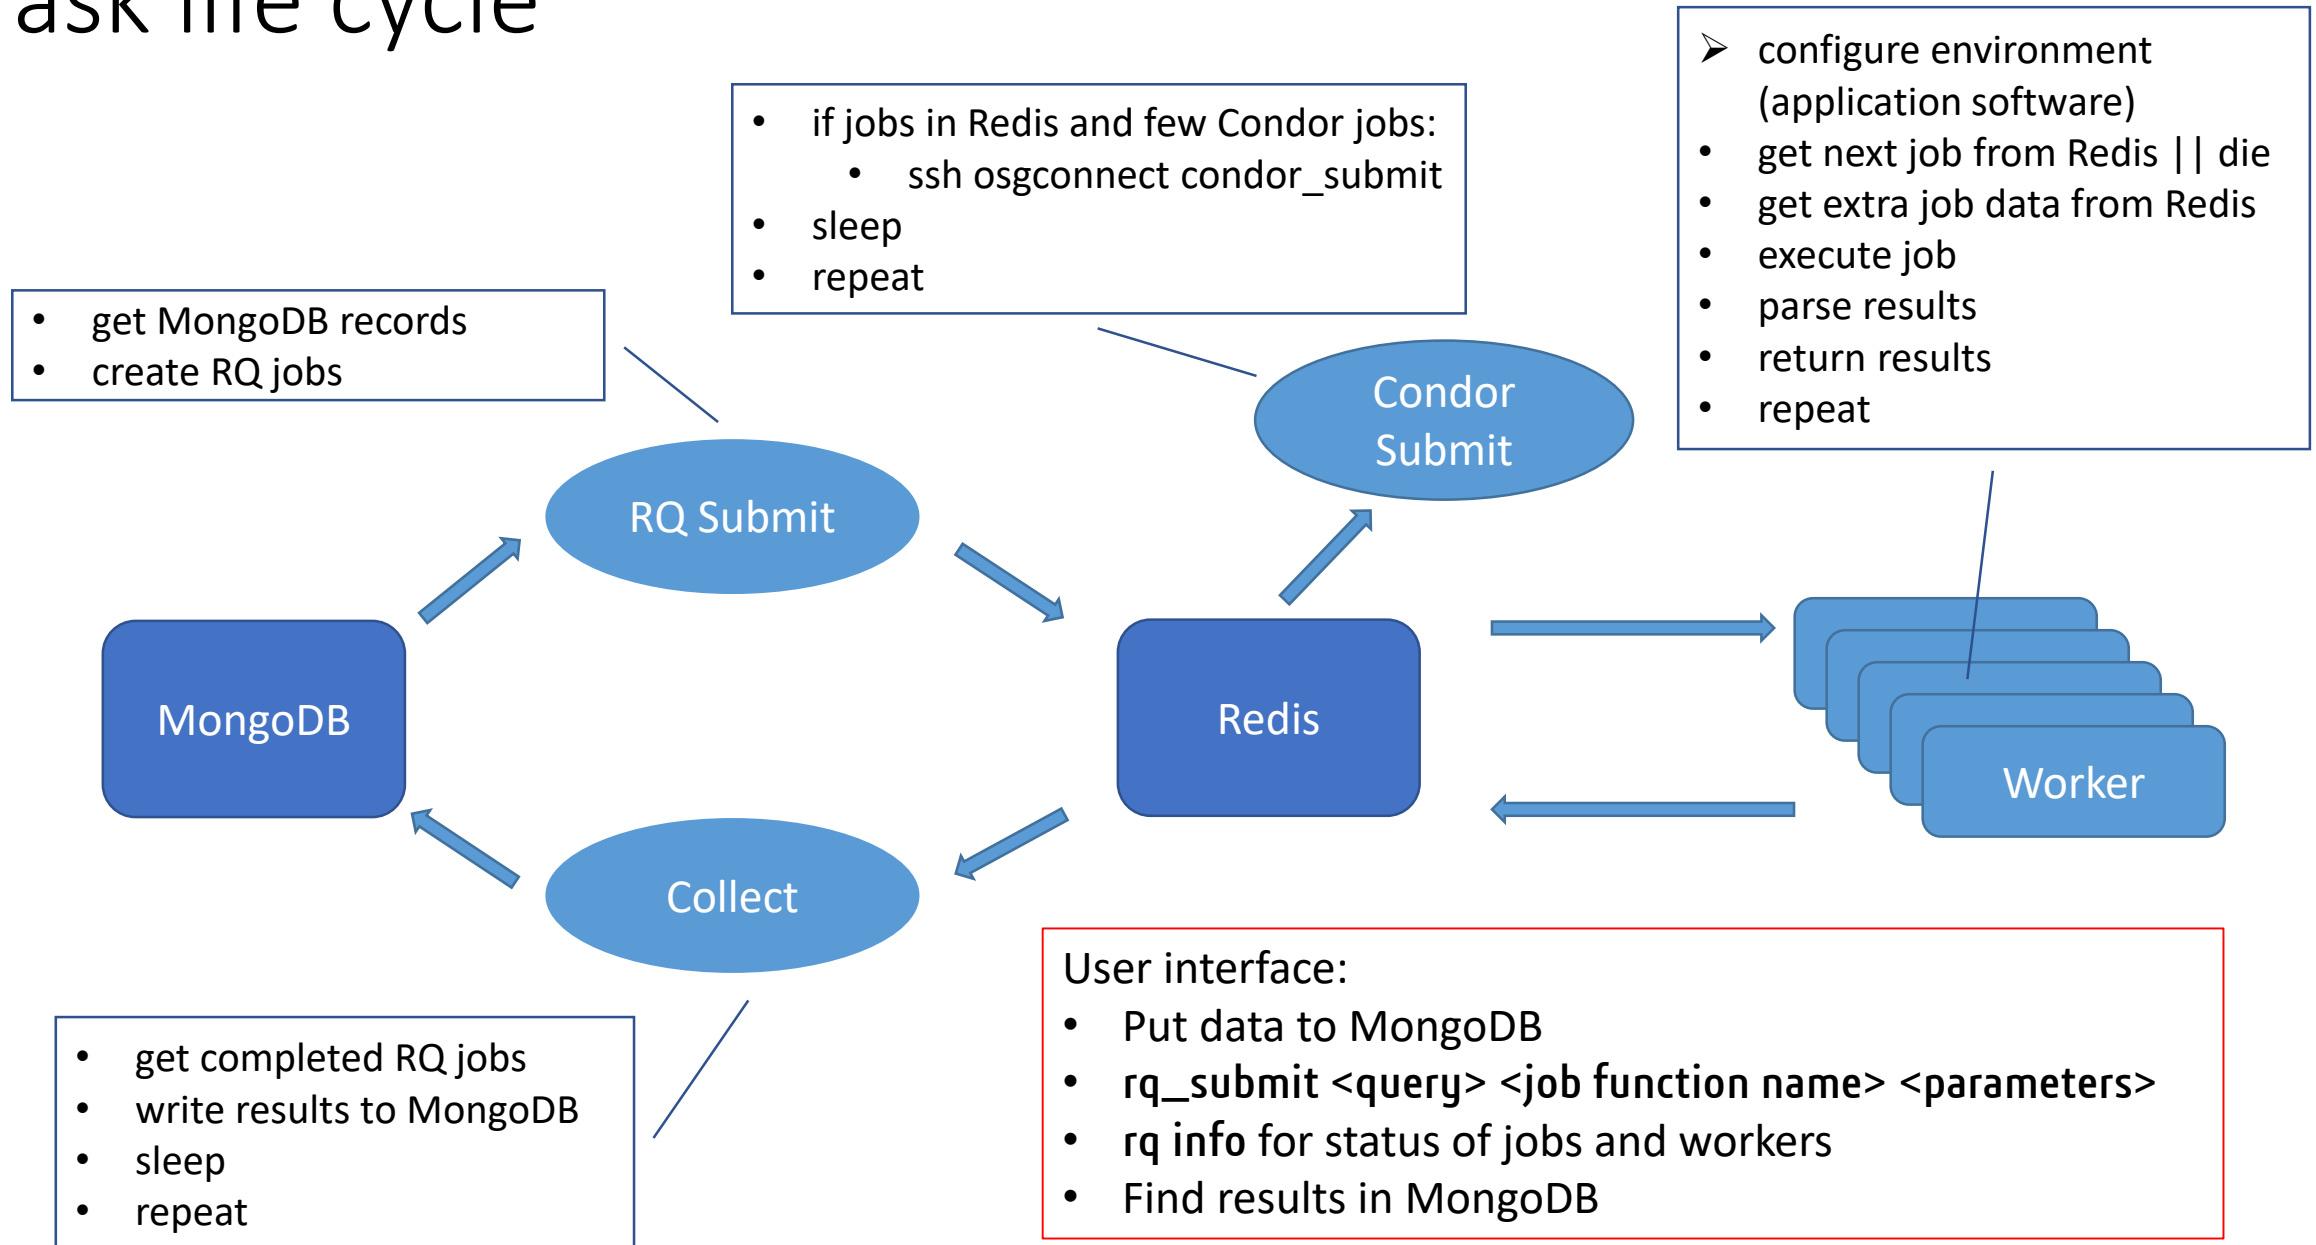 ask life cycle
• if jobs in Redis and few Condor jobs:
• ssh osgconnect condor_submit
• sleep
• repeat
➢ configure environment
(application software)
• get next job from Redis || die
• get extra job data from Redis
• execute job
• parse results
• return results
• repeat
• get MongoDB records
• create RQ jobs
Condor
Submit
RQ Submit
MongoDB
Redis
Worker
Collect
• get completed RQ jobs
• write results to MongoDB
• sleep
• repeat
User interface:
• Put data to MongoDB
• rq_submit <query> <job function name> <parameters>
• rq info for status of jobs and workers
• Find results in MongoDB